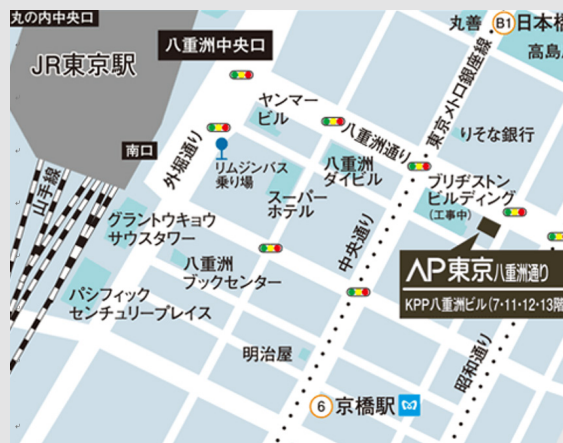 丸の内中央口
丸善
B1
日本橋
高島
JR東京駅
八重洲中央口
ヤンマー
ビル
八重洲通り
東京メトロ銀座線
りそな銀行
南口
外堀通り
リムジンバス
乗り場
八重洲
ダイビル
ブリヂストン
ビルディング
(工事中)
山手線
スーパー
ホテル
グラントウキョウ
サウスタワー
中央通り
八重洲
ブックセンター
AP東京八重洲通り
KPP八重洲ビル(7・11・12・13階
パシフィック
センチュリープレイス
明治屋
昭和通り
6
京橋駅